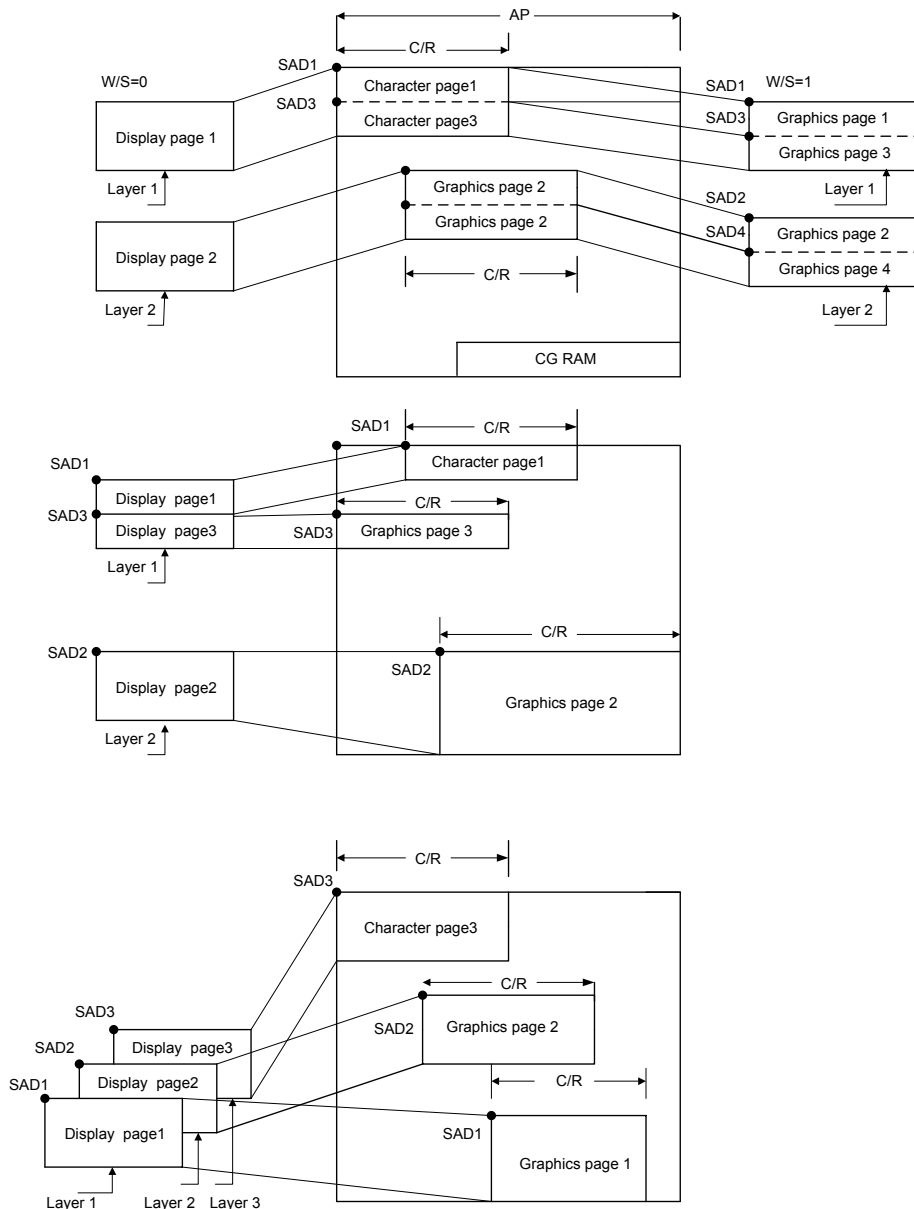 AP
C/R
SAD1
W/S=0
Character page1
SAD1
W/S=1
SAD3
Character page3
Display page 1
SAD3
Graphics page 1
Graphics page 3
Layer 1
Layer 1
Graphics page 2
SAD2
Graphics page 2
SAD4
Graphics page 2
Display page 2
Graphics page 4
C/R
Layer 2
Layer 2
CG RAM
SAD1
C/R
SAD1
Character page1
Display page1
C/R
SAD3
Display page3
SAD3
Graphics page 3
Layer 1
C/R
SAD2
SAD2
Display page2
Graphics page 2
Layer 2
C/R
SAD3
Character page3
C/R
SAD3
SAD2
Graphics page 2
Display page3
SAD2
Display page2
C/R
SAD1
SAD1
Display page1
Graphics page 1
Layer 1
Layer 2
Layer 3